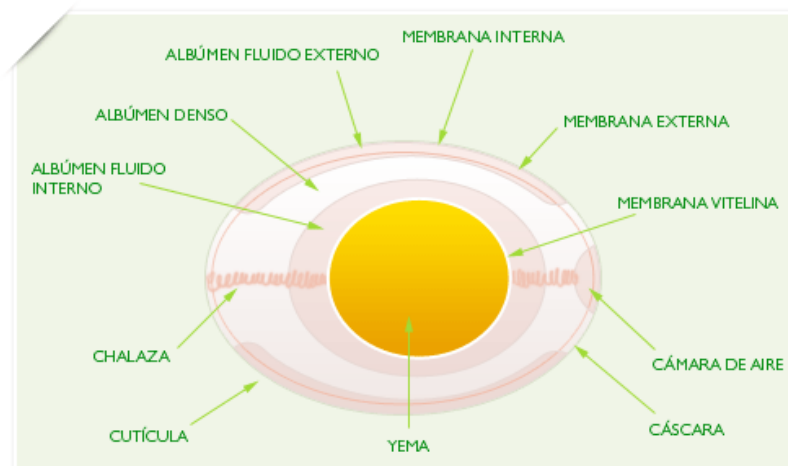 MEMBRANA INTERNA
ALBÚMEN FLUIDO EXTERNO
ALBÚMEN DENSO
MEMBRANA EXTERNA
ALBÚMEN FLUIDO
INTERNO
MEMBRANA VITELINA
CHALAZA
CÁMARA DE AIRE
CUTÍCULA
YEMA
CÁSCARA